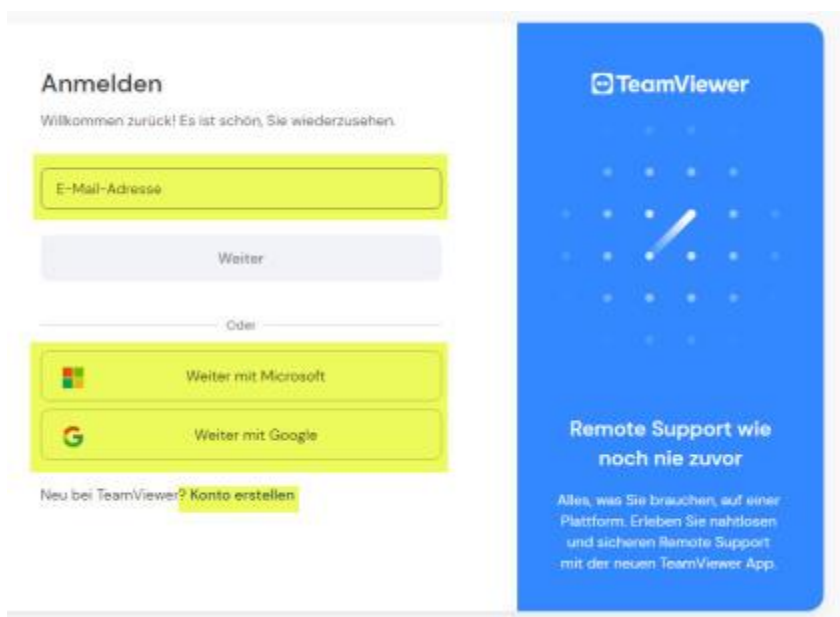 Anmelden
Willkommen zurück! Es ist schön, Sie wiederzusehen.
E-Mail-Adresse
Weiter
Oder
Weiter mit Microsoft
Weiter mit Google
Neu bei TeamViewer? Konto erstellen
TeamViewer
Remote Support wie
noch nie zuvor
Alles, was Sie brauchen, auf einer
Plattform. Erleben Sie nahtlosen
und sicheren Remote Support
mit der neuen TeamViewer App.